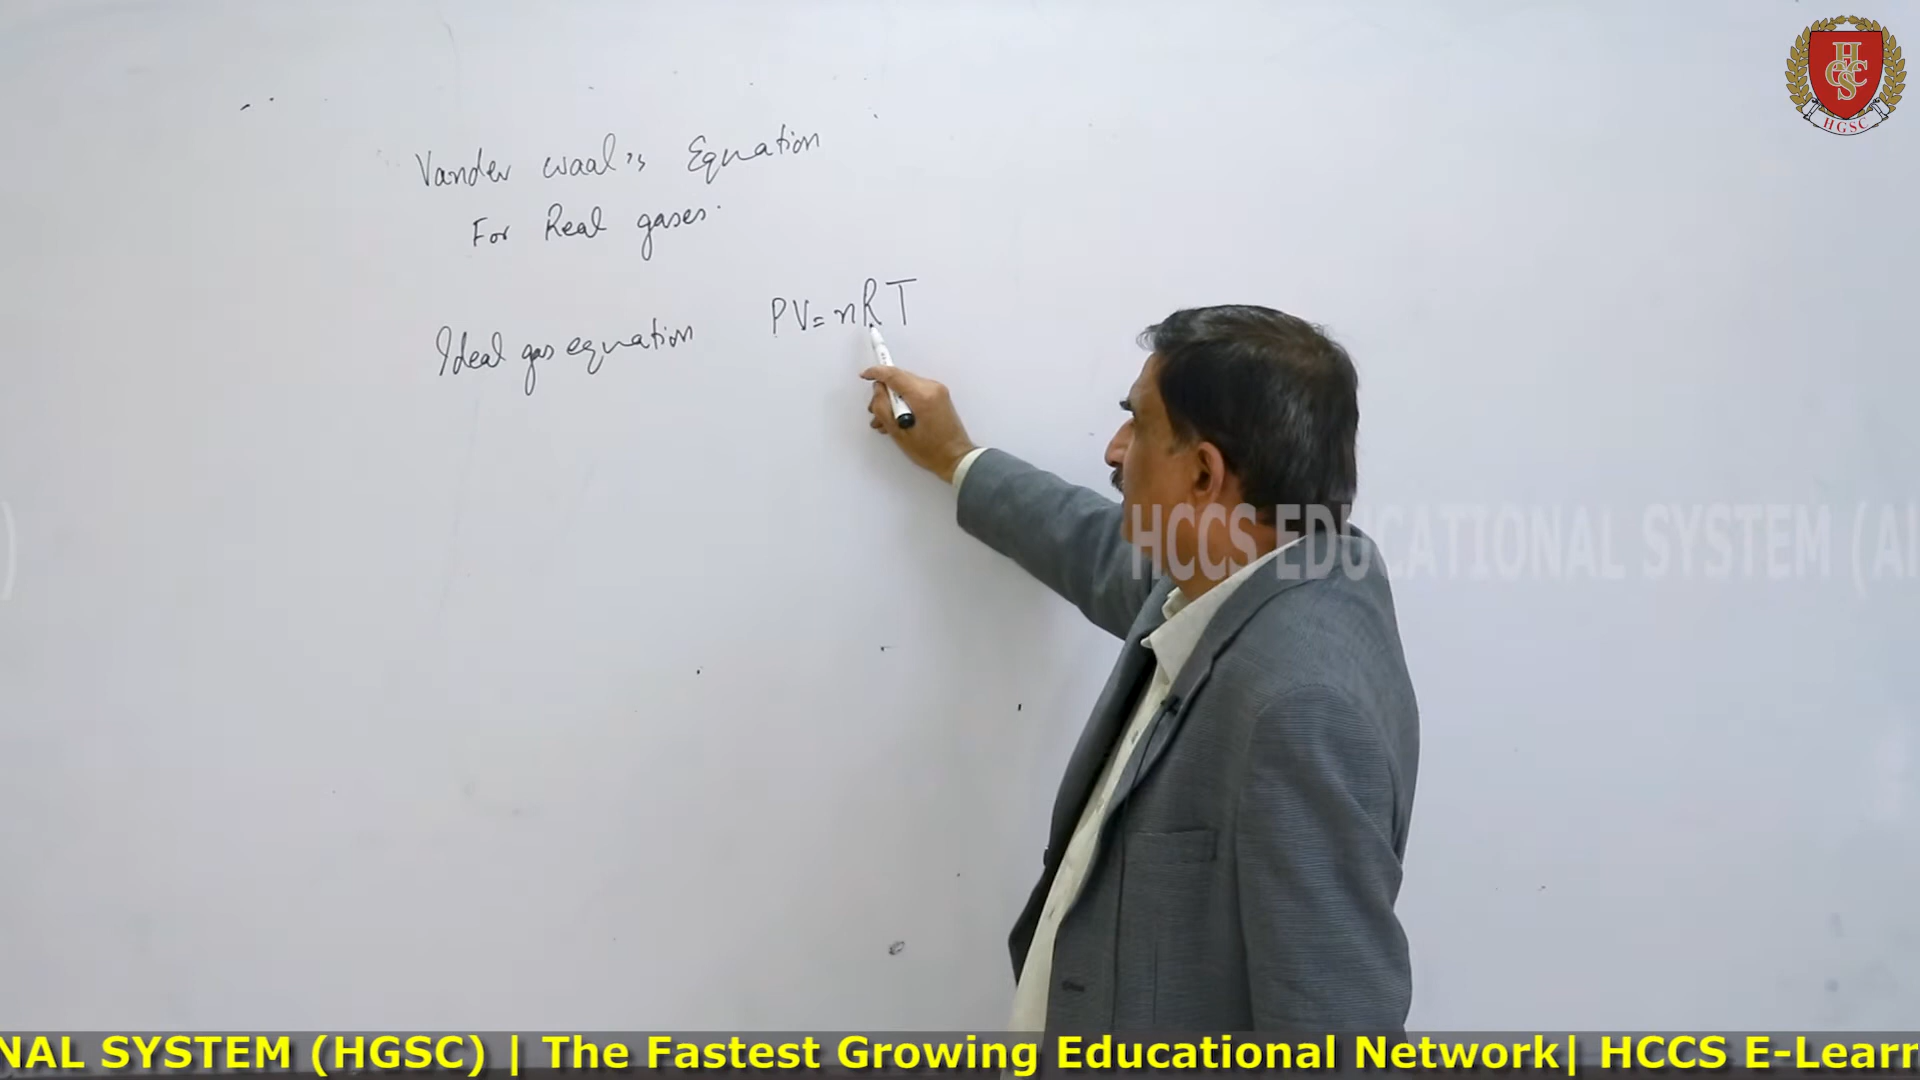 Vander waal's Equation
For Real gases.
Ideal gas equation PV=nRT
HGSC
HCCS EDUCATIONAL SYSTEM (Al
)
NAL SYSTEM (HGSC) | The Fastest Growing Educational Network| HCCS E-Learn